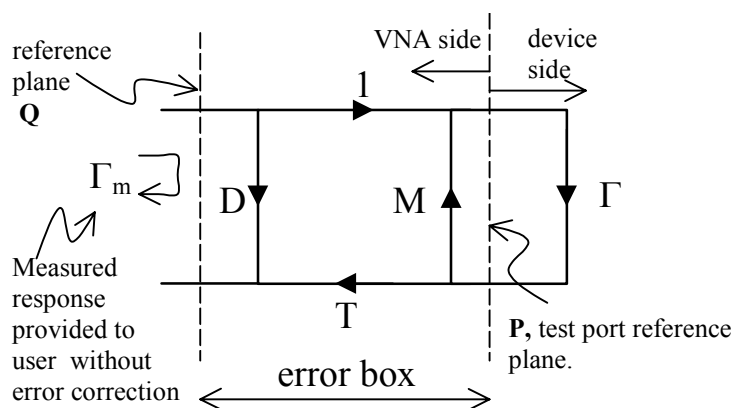 reference
plane
Q
VNA side
device
side
1
Γm
D
M
Γ
T
Measured
response
provided to
user without
error correction
P, test port reference
plane.
error box